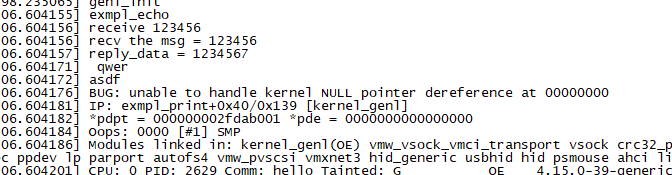 98.235065] genl_init
06.604155] exmpl_echo
06.604156] receive 123456
06.604156] recv the msg = 123456
06.604157] reply_data = 1234567
06.604171]  qwer
06.604172] asdf
06.604176] BUG: unable to handle kernel NULL pointer dereference at 00000000
06.604181] IP: exmpl_print+0x40/0x139 [kernel_genl]
06.604182] *pdpt = 000000002fdab001 *pde = 0000000000000000
06.604184] Oops: 0000 [#1] SMP
06.604186] Modules linked in: kernel_genl(OE) vmw_vsock_vmci_transport vsock crc32_p
c ppdev lp parport autofs4 vmw_pvscsi vmxnet3 hid_generic usbhid hid psmouse ahci li
06.604201] CPU: 0 PID: 2629 Comm: hello Tainted: G           OE    4.15.0-39-generic